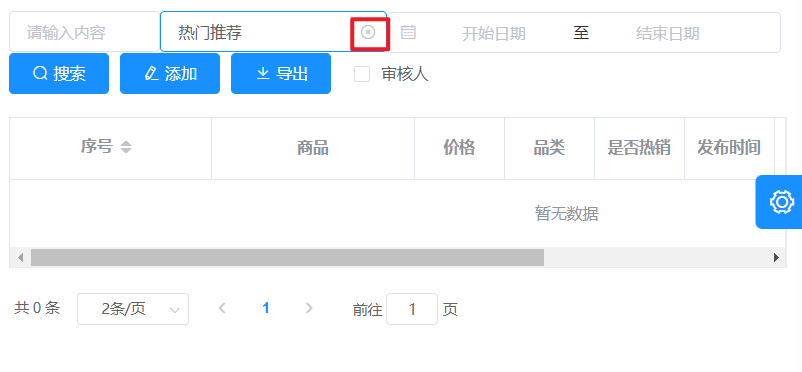 请输入内容 热门推荐 开始日期 至 结束日期
搜索 添加 导出 审核人
序号 商品 价格 品类 是否热销 发布时间
暂无数据
共 0 条 2条/页 1 前往 1 页